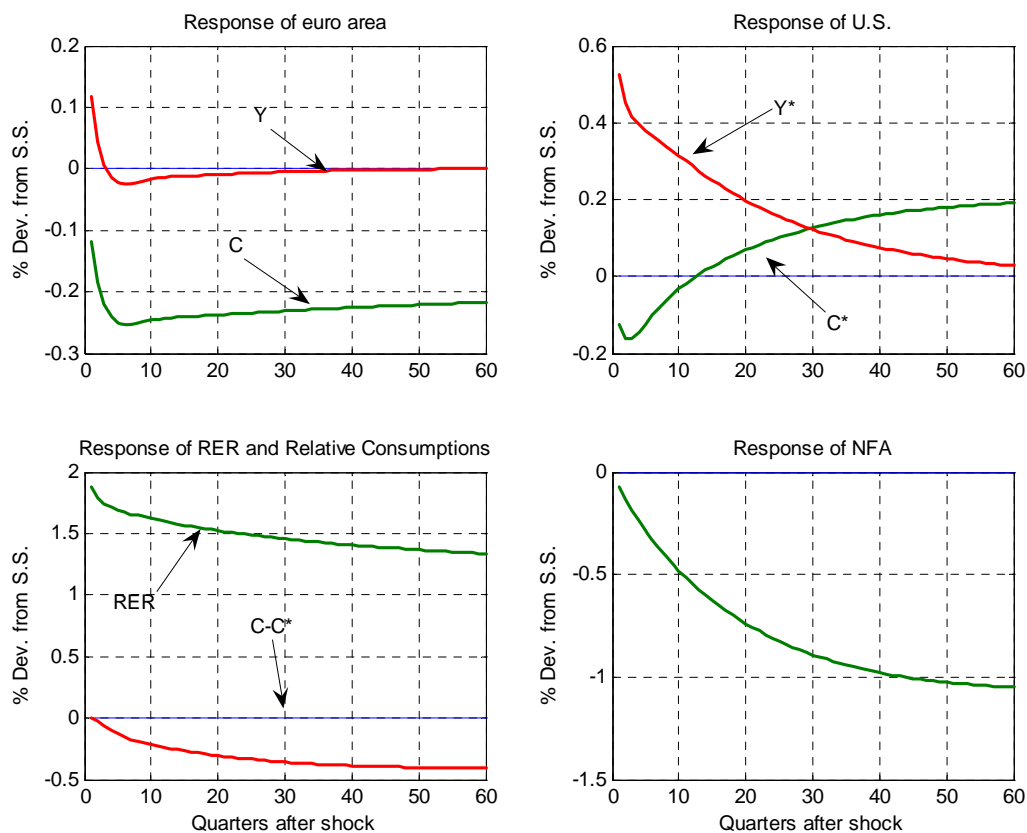 Response of euro area
% Dev. from S.S.
0.2
0.1
0
-0.1
-0.2
-0.3
Y
C
0 10 20 30 40 50 60
Response of U.S.
% Dev. from S.S.
0.6
0.4
0.2
0
-0.2
Y*
C*
0 10 20 30 40 50 60
Response of RER and Relative Consumptions
% Dev. from S.S.
2
1.5
1
0.5
0
-0.5
RER
C-C*
0 10 20 30 40 50 60
Quarters after shock
Response of NFA
% Dev. from S.S.
0
-0.5
-1
-1.5
0 10 20 30 40 50 60
Quarters after shock